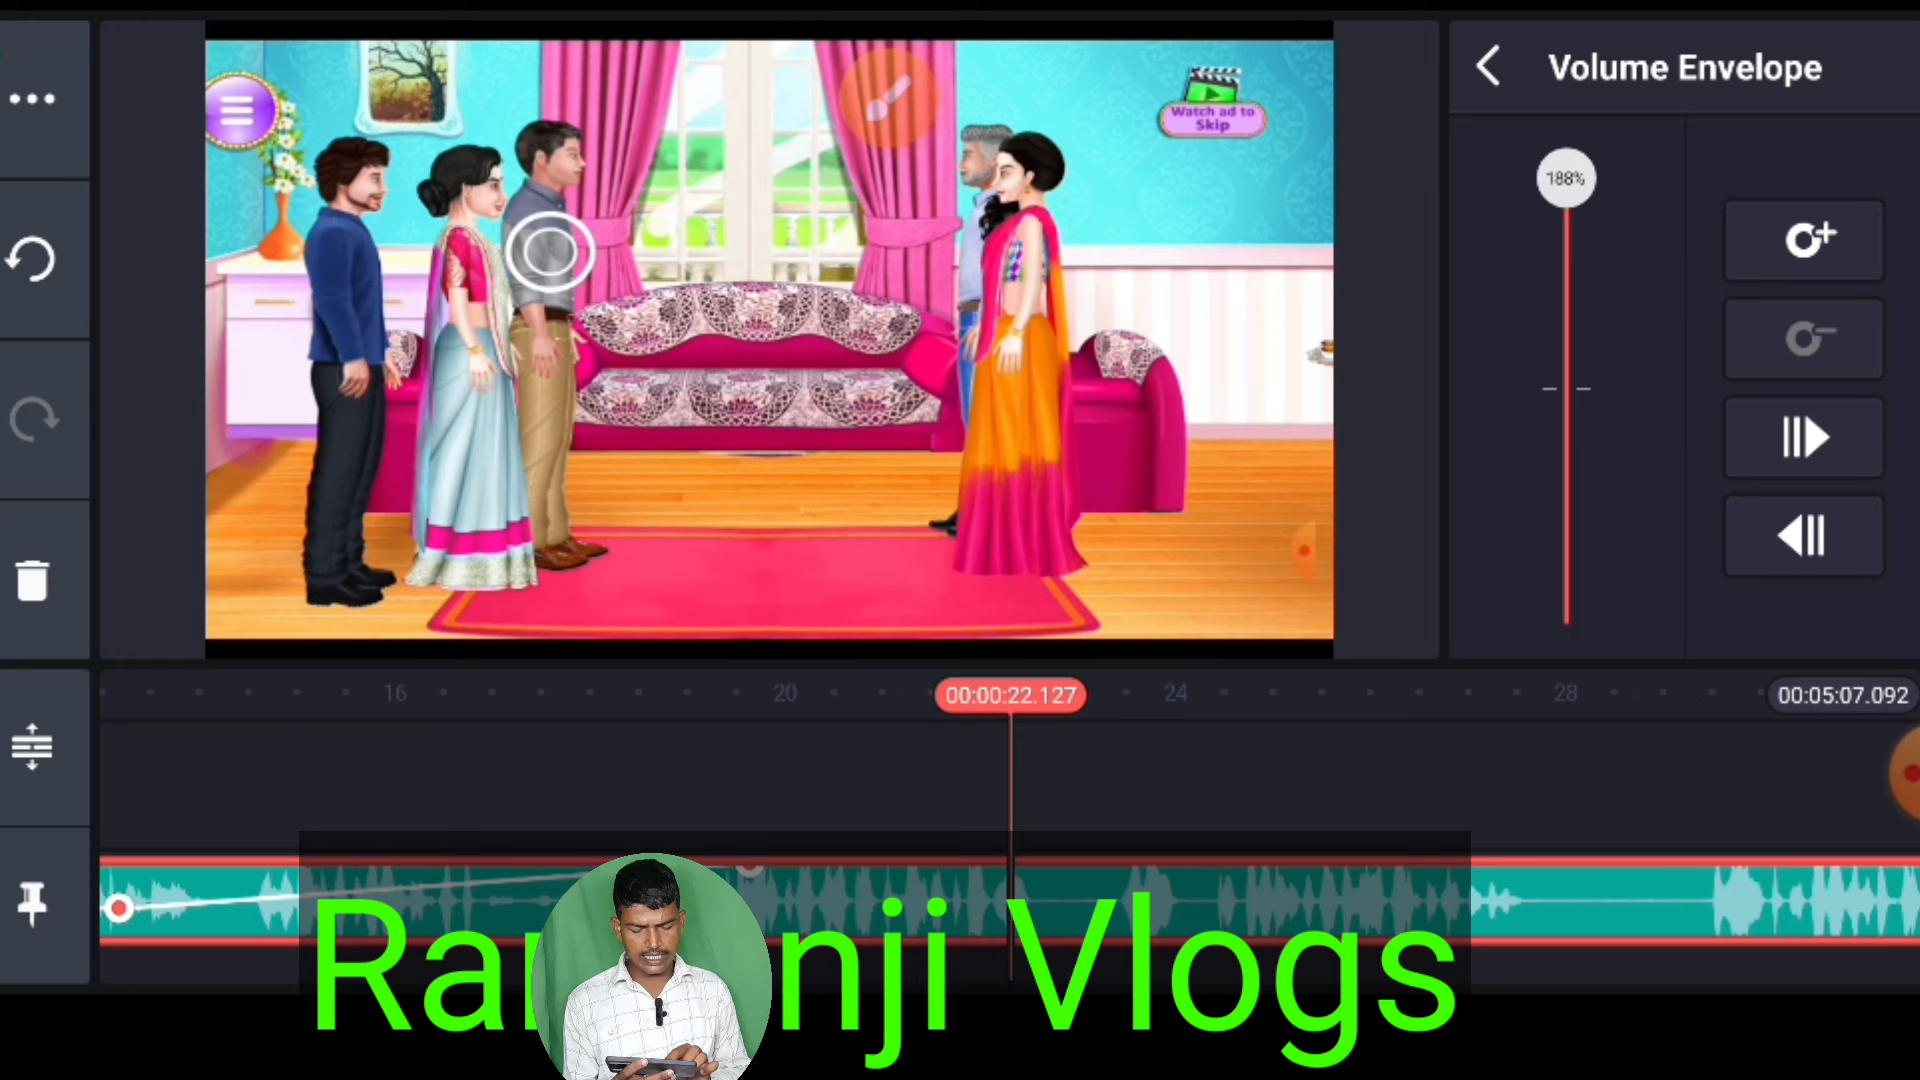 Volume Envelope
Watch ad to
Skip
188%
16
20
00:00:22.127
24
28
00:05:07.092
nji Vlogs